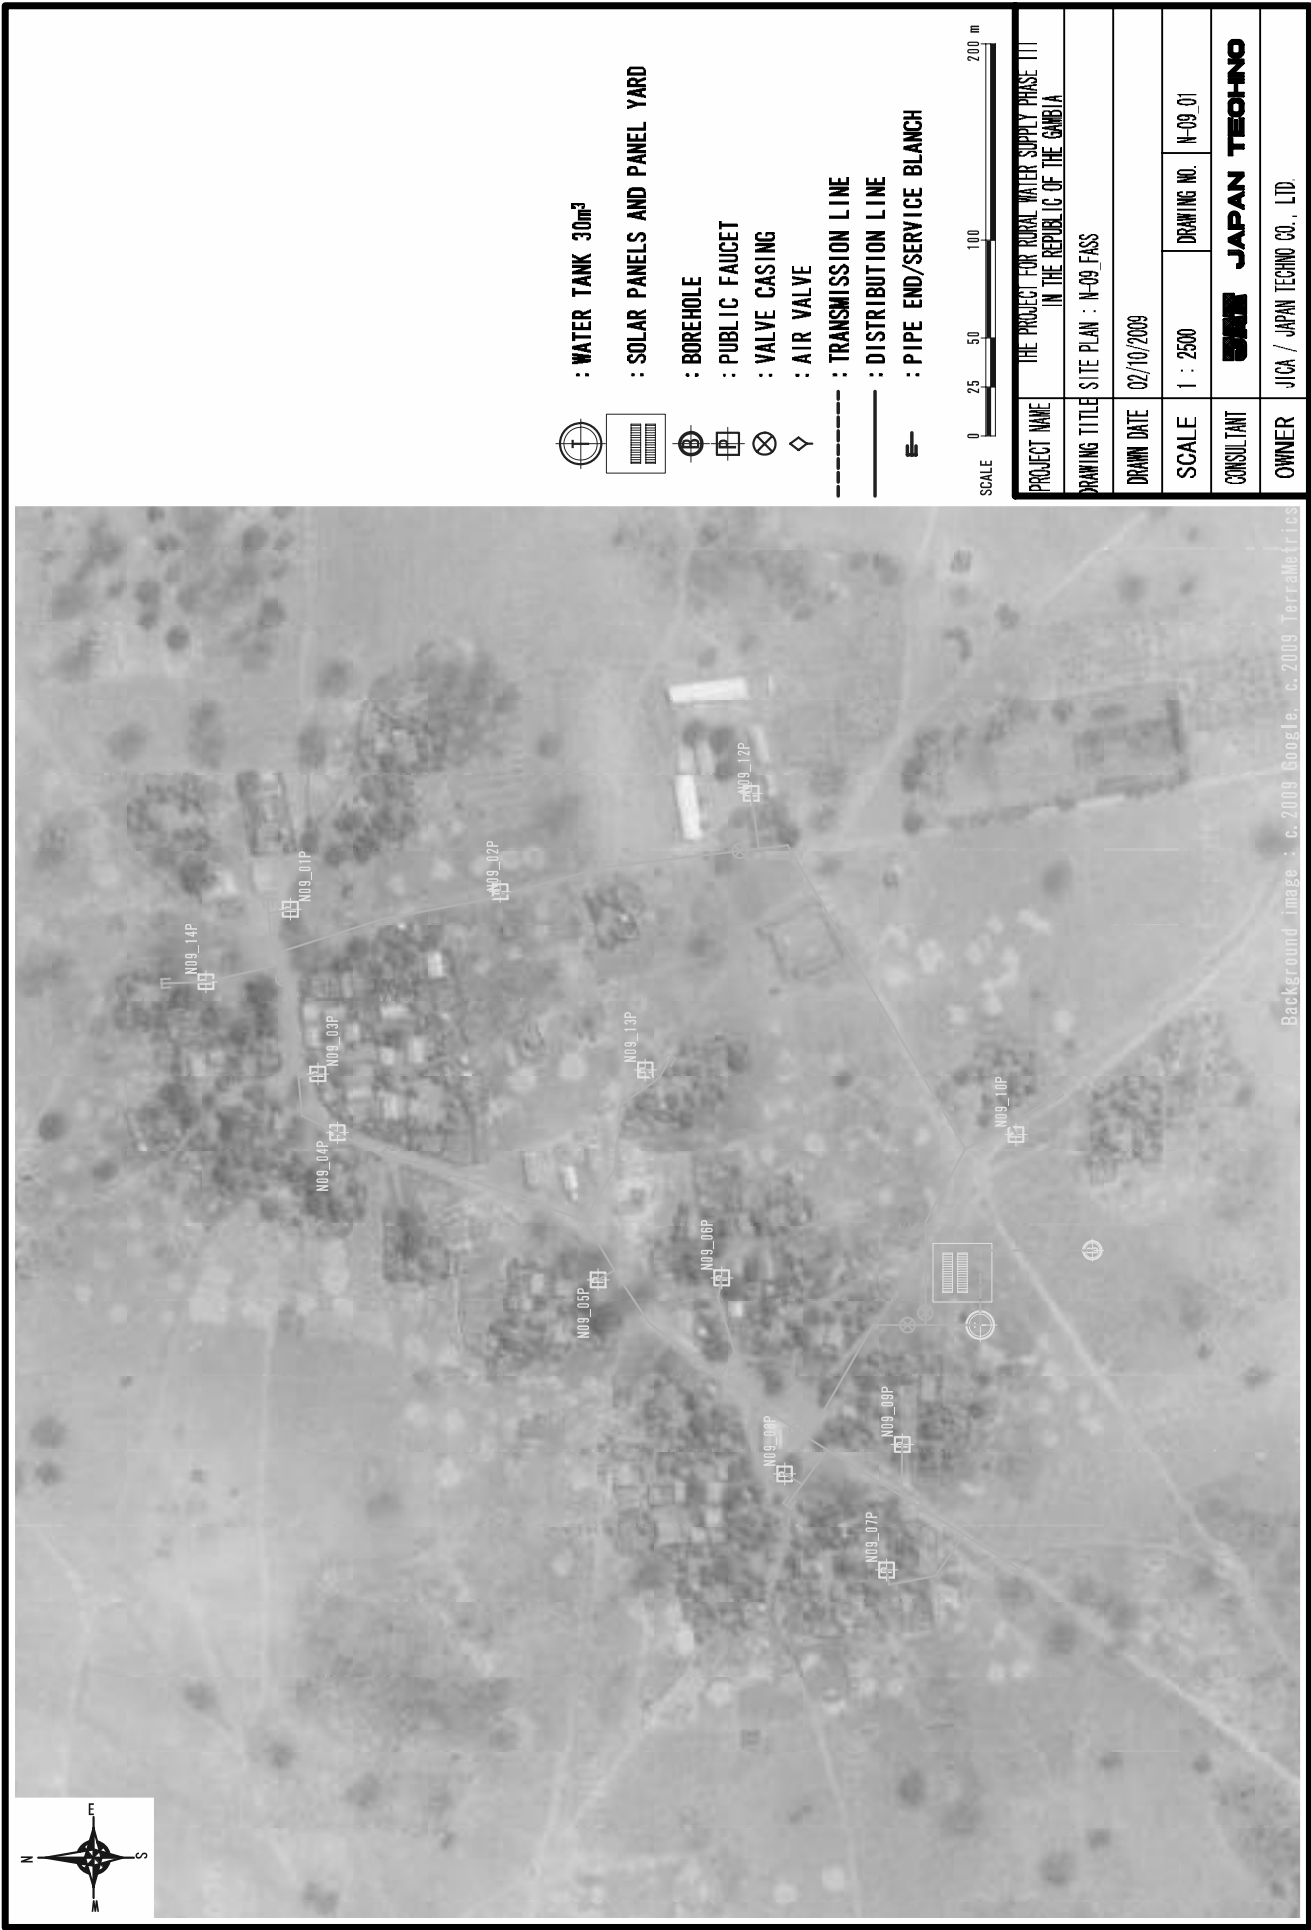 : WATER TANK 30m³
: SOLAR PANELS AND PANEL YARD
: BOREHOLE
: PUBLIC FAUCET
: VALVE CASING
: AIR VALVE
: TRANSMISSION LINE
: DISTRIBUTION LINE
: PIPE END/SERVICE BLANCH
T
B
P
SCALE 0 25 50 100 200 m
PROJECT NAME THE PROJECT FOR RURAL WATER SUPPLY PHASE III
IN THE REPUBLIC OF THE GAMBIA
DRAWING TITLE SITE PLAN : N-09_FASS
DRAWN DATE 02/10/2009
SCALE 1 : 2500 DRAWING NO. N-09_01
CONSULTANT JAPAN TECHNO
OWNER JICA / JAPAN TECHNO CO., LTD.
N09_14P
N09_01P
N09_03P
N09_04P
N09_02P
N09_05P
N09_13P
N09_06P
N09_12P
N09_08P
N09_07P
N09_09P
N09_10P
N
E
S
W
Background image : c. 2009 Google, c. 2009 TerraMetrics